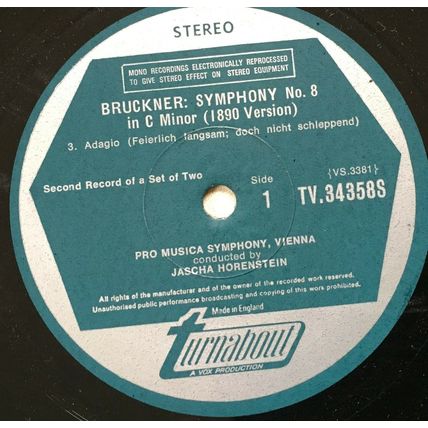 STEREO
MONO RECORDINGS ELECTRONICALLY REPROCESSED
TO GIVE STEREO EFFECT ON STEREO EQUIPMENT
BRUCKNER: SYMPHONY No. 8
in C Minor (1890 Version)
3. Adagio (Feierlich langsam; doch nicht schleppend)
Second Record of a Set of Two
Side
1
{VS.3381}
TV.34358S
PRO MUSICA SYMPHONY, VIENNA
conducted by
JASCHA HORENSTEIN
All rights of the manufacturer and of the owner of the recorded work reserved.
Unauthorised public performance broadcasting and copying of this work prohibited.
Made in England
turnabout
A VOX PRODUCTION